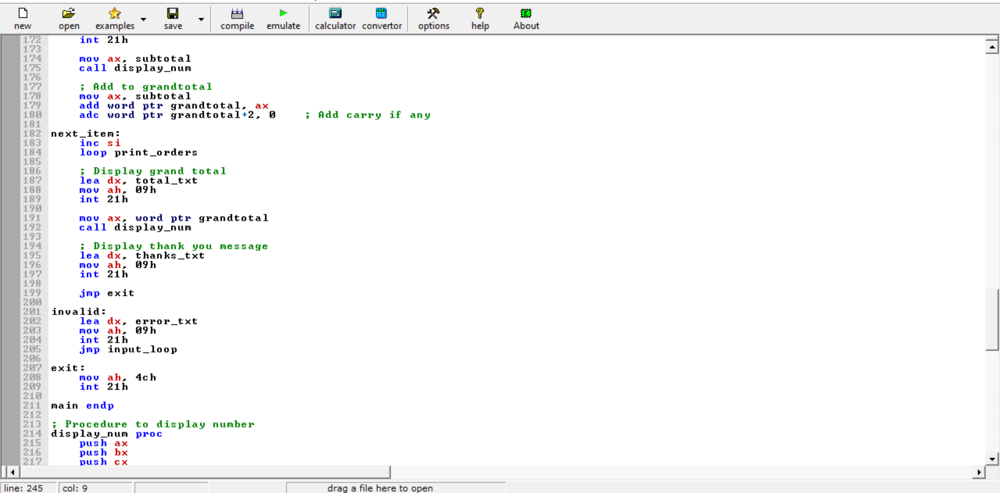 new open examples save compile emulate calculator convertor options help About
172 int 21h
173
174 mov ax, subtotal
175 call display_num
176
177 ; Add to grandtotal
178 mov ax, subtotal
179 add word ptr grandtotal, ax
180 adc word ptr grandtotal+2, 0 ; Add carry if any
181
182 next_item:
183 inc si
184 loop print_orders
185
186 ; Display grand total
187 lea dx, total_txt
188 mov ah, 09h
189 int 21h
190
191 mov ax, word ptr grandtotal
192 call display_num
193
194 ; Display thank you message
195 lea dx, thanks_txt
196 mov ah, 09h
197 int 21h
198
199 jmp exit
200
201 invalid:
202 lea dx, error_txt
203 mov ah, 09h
204 int 21h
205 jmp input_loop
206
207 exit:
208 mov ah, 4ch
209 int 21h
210
211 main endp
212
213 ; Procedure to display number
214 display_num proc
215 push ax
216 push bx
217 push cx
line: 245 col: 9 drag a file here to open